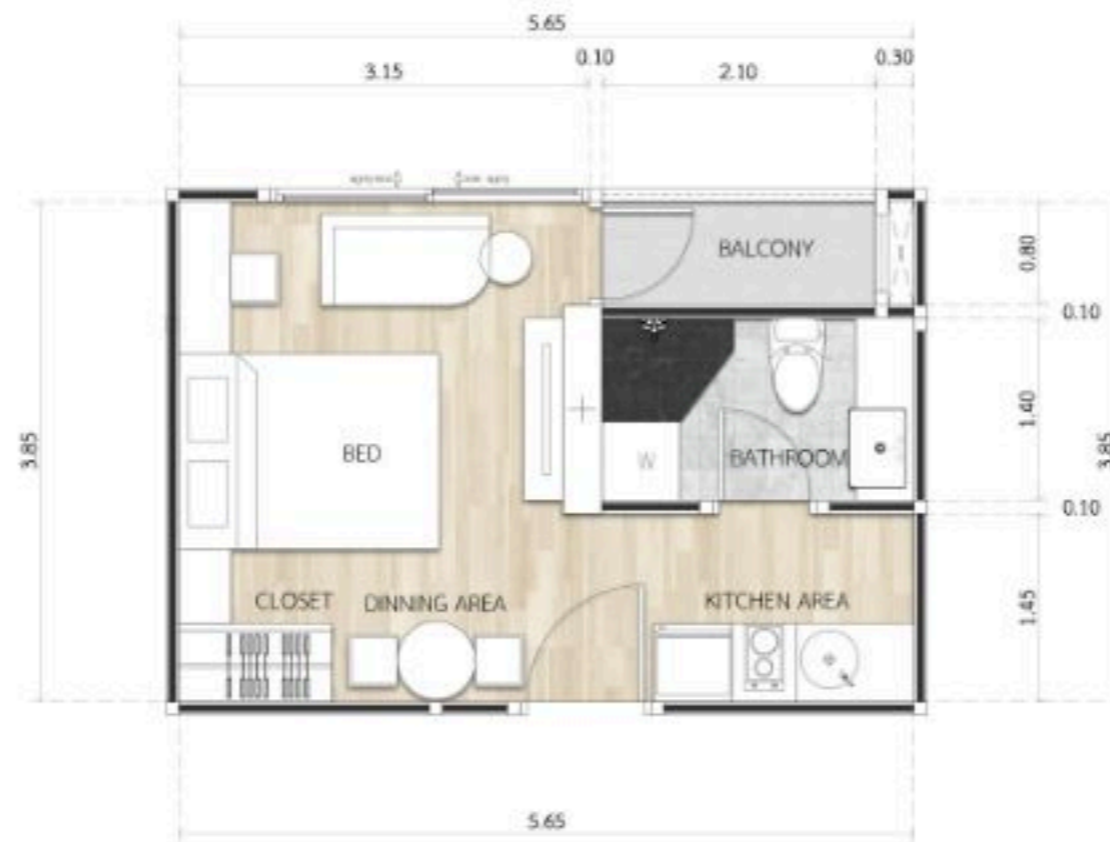 5.65
0.10
0.30
3.15
2.10
BALCONY
0.80
0.10
3.85
BED
W
BATHROOM
1.40
3.85
0.10
CLOSET
DINNING AREA
KITCHEN AREA
1.45
5.65